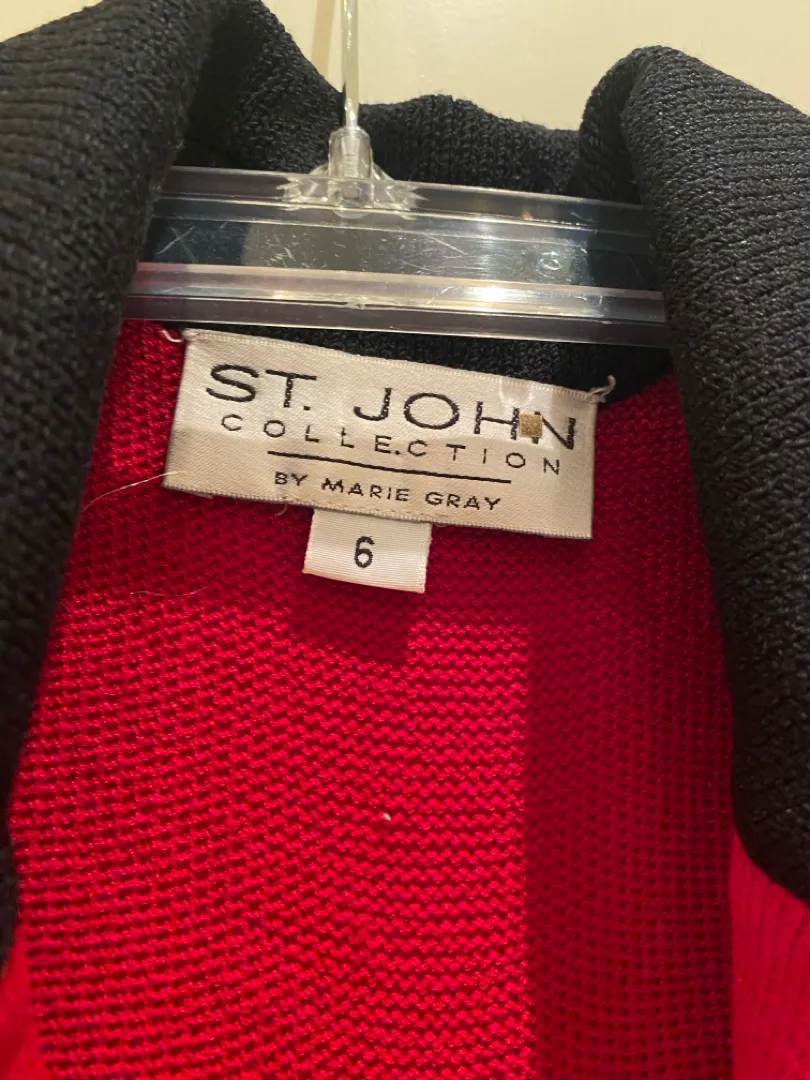 ST. JOHN
COLLECTION
BY MARIE GRAY
6